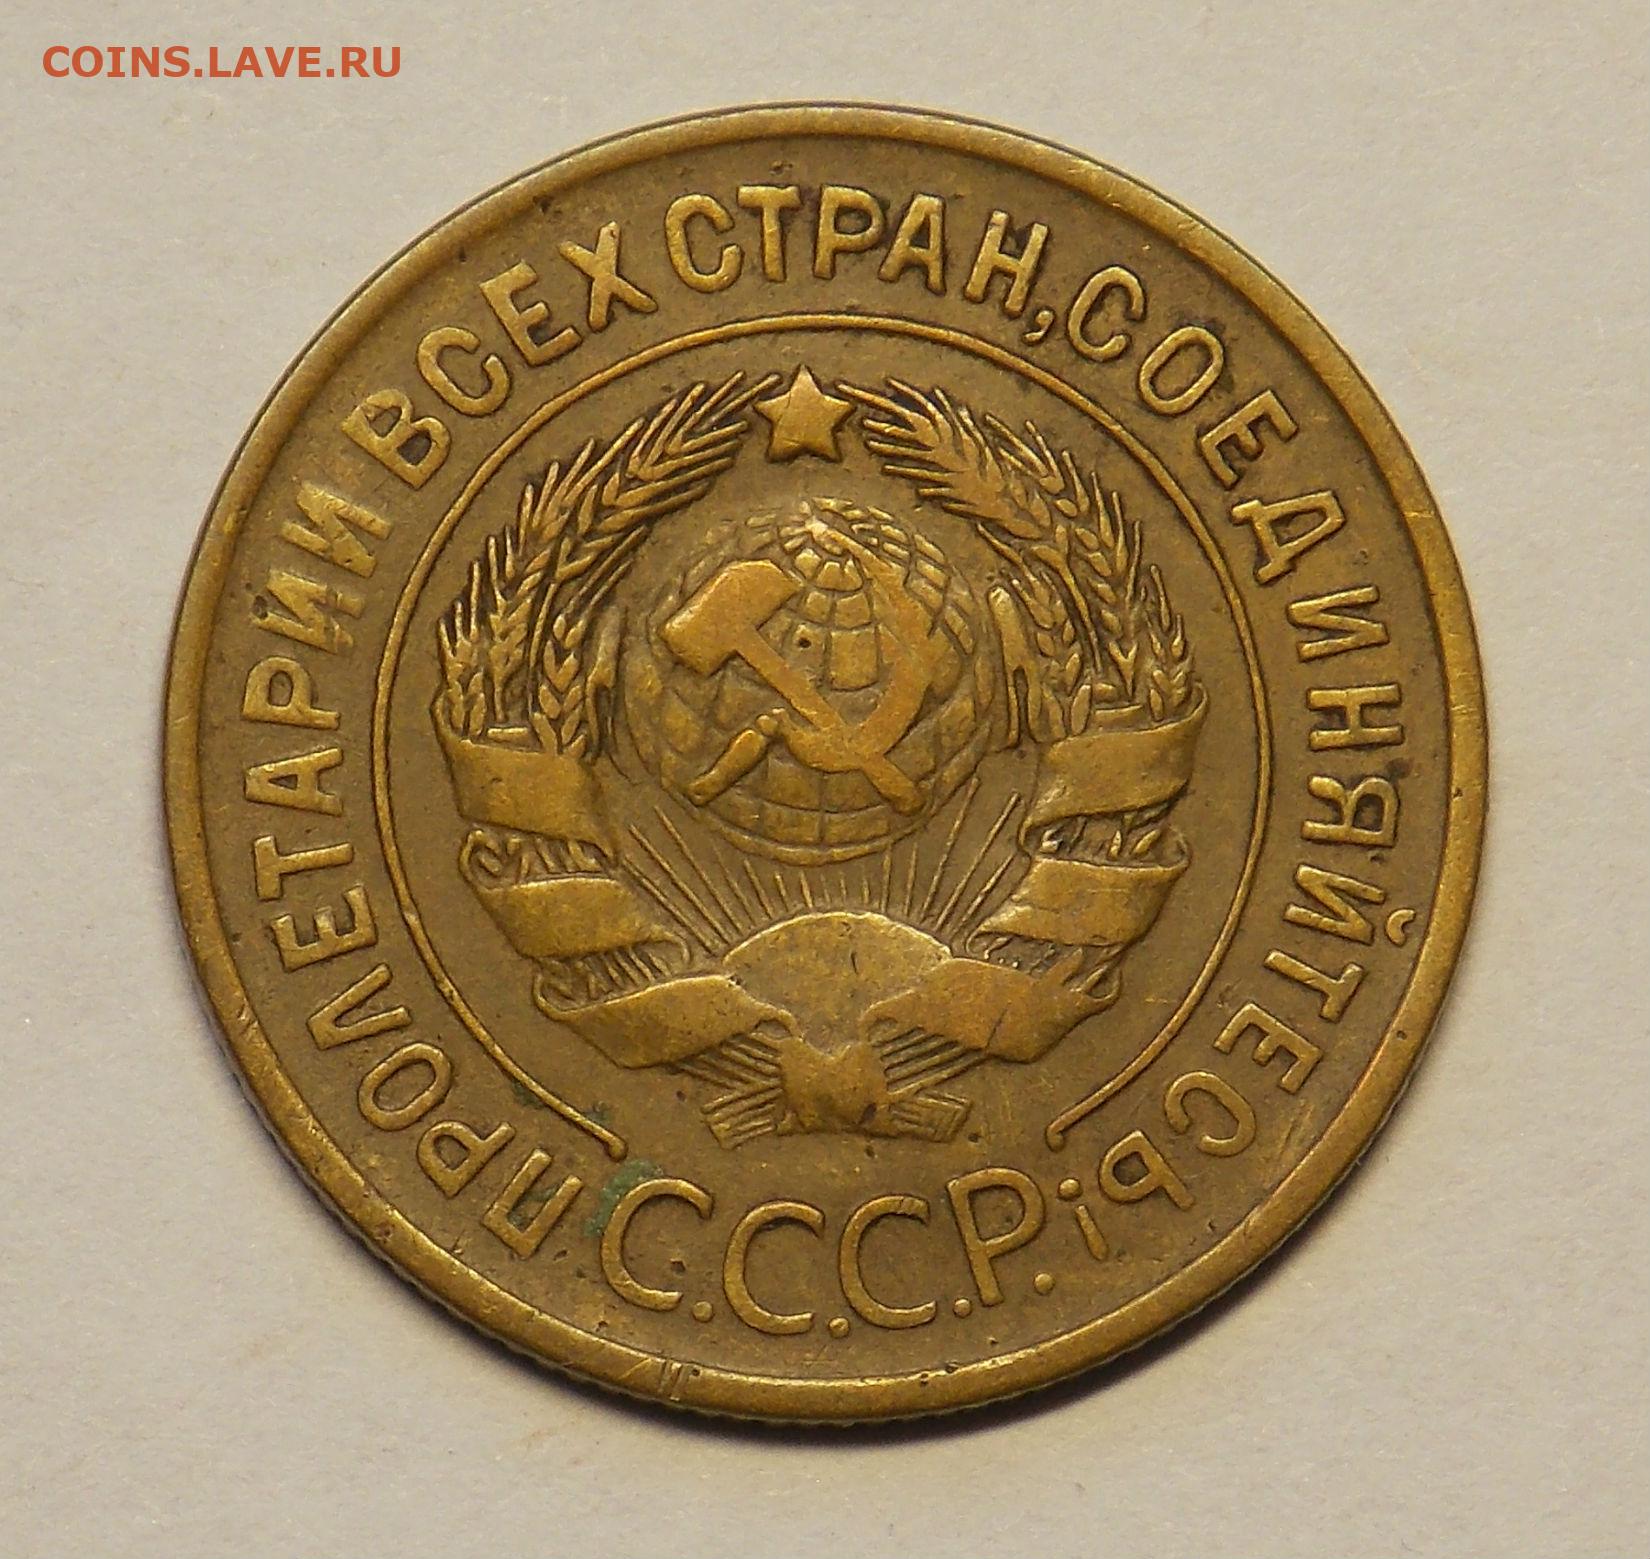 COINS.LAVE.RU
ПРОЛЕТАРИИ ВСЕХ СТРАН, СОЕДИНЯЙТЕСЬ!
С.С.С.Р.